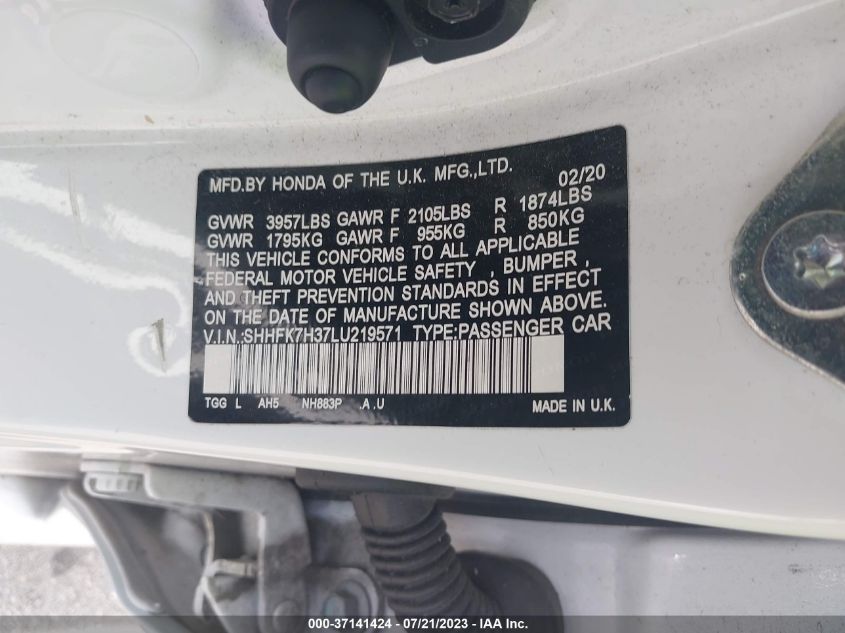 MFD.BY HONDA OF THE U.K. MFG.,LTD. 02/20
GVWR 3957LBS GAWR F 2105LBS R 1874LBS
GVWR 1795KG GAWR F 955KG R 850KG
THIS VEHICLE CONFORMS TO ALL APPLICABLE
FEDERAL MOTOR VEHICLE SAFETY , BUMPER ,
AND THEFT PREVENTION STANDARDS IN EFFECT
ON THE DATE OF MANUFACTURE SHOWN ABOVE.
V.I.N.:SHHFK7H37LU219571 TYPE:PASSENGER CAR
TGG L AH5 NH883P .A ,U MADE IN U.K.
000-37141424 - 07/21/2023 - © IAA Inc.